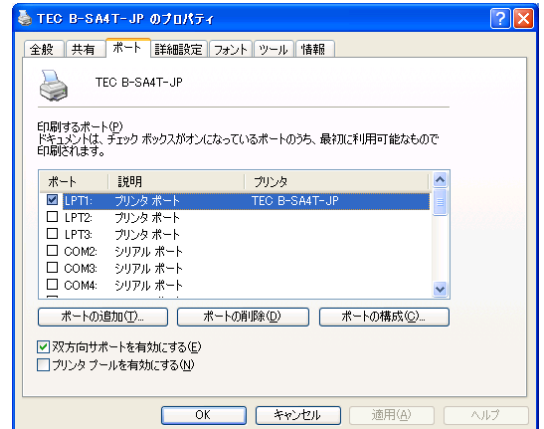 TEC B-SA4T-JP のプロパティ
全般 共有 ポート 詳細設定 フォント ツール 情報
TEC B-SA4T-JP
印刷するポート(P)
ドキュメントは、チェック ボックスがオンになっているポートのうち、最初に利用可能なもので
印刷されます。
ポート 説明 プリンタ
LPT1: プリンタ ポート TEC B-SA4T-JP
LPT2: プリンタ ポート
LPT3: プリンタ ポート
COM2: シリアル ポート
COM3: シリアル ポート
COM4: シリアル ポート
ポートの追加(T)... ポートの削除(D) ポートの構成(C)...
双方向サポートを有効にする(E)
プリンタ プールを有効にする(N)
OK キャンセル 適用(A) ヘルプ